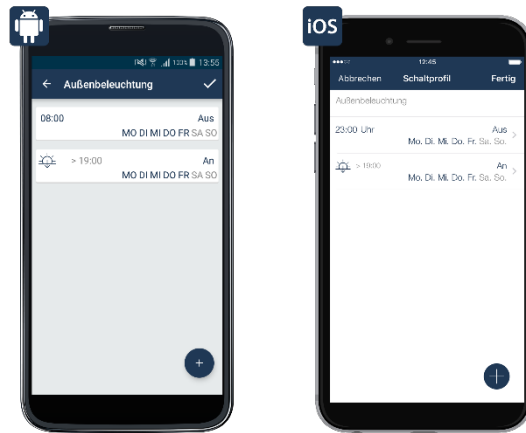 13:55
Außenbeleuchtung
08:00 Aus
MO DI MI DO FR SA SO
> 19:00 An
MO DI MI DO FR SA SO
+
iOS
12:45
Abbrechen Schaltprofil Fertig
Außenbeleuchtung
23:00 Uhr Aus
Mo. Di. Mi. Do. Fr. Sa. So.
> 19:00 An
Mo. Di. Mi. Do. Fr. Sa. So.